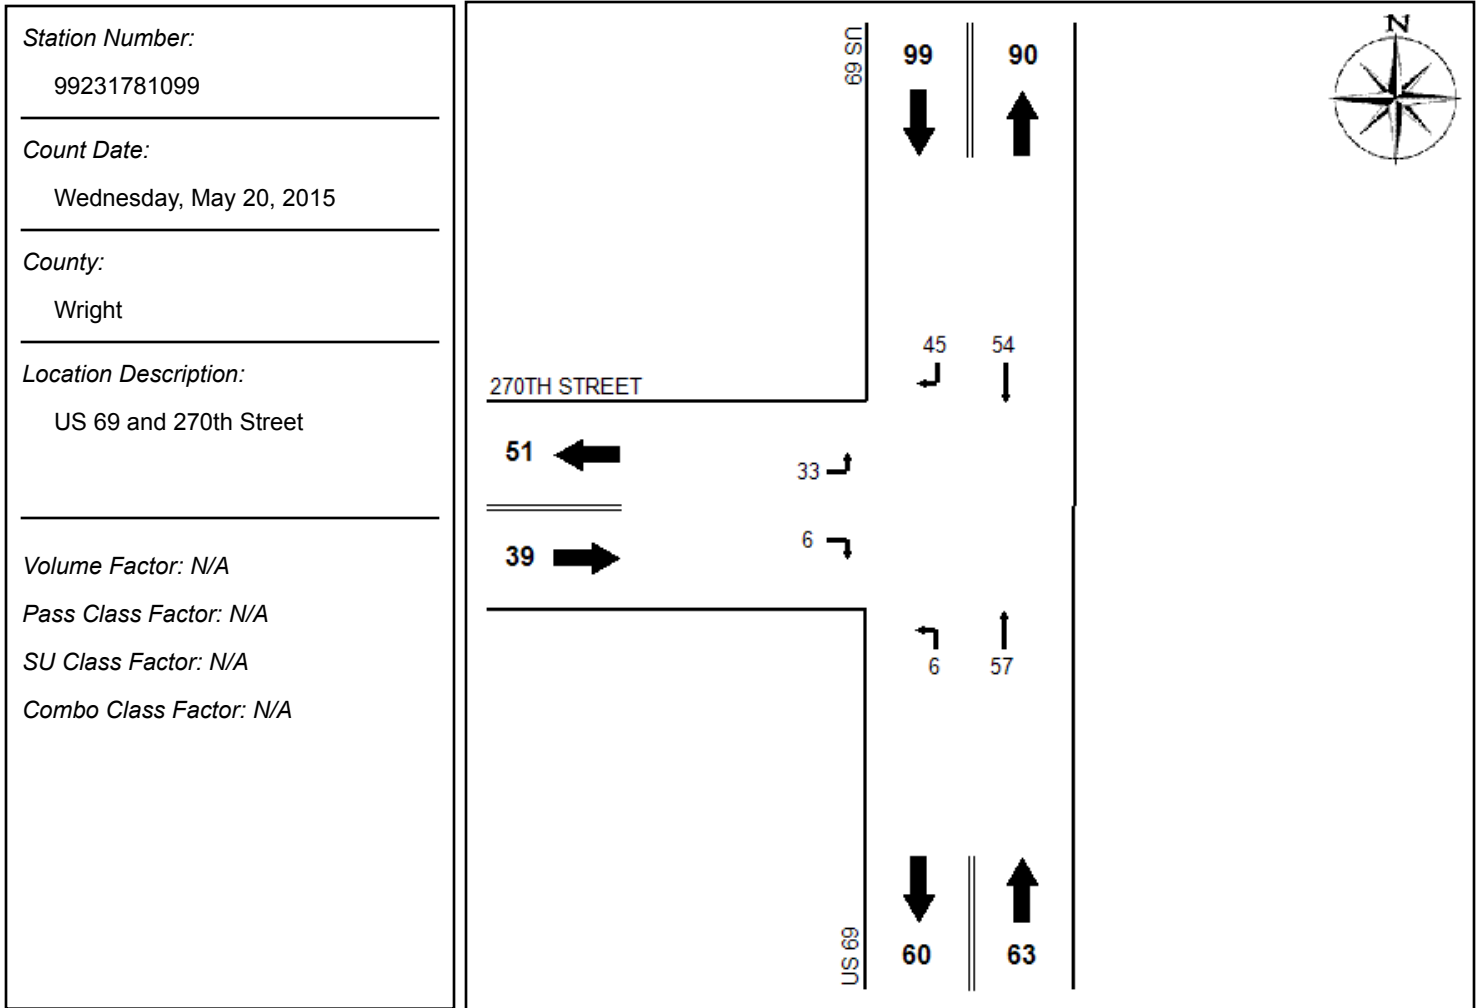 Station Number:
99231781099
Count Date:
Wednesday, May 20, 2015
County:
Wright
Location Description:
US 69 and 270th Street
Volume Factor: N/A
Pass Class Factor: N/A
SU Class Factor: N/A
Combo Class Factor: N/A
N
US 69
99 90
45 54
270TH STREET
51
33
6
39
6 57
US 69
60 63